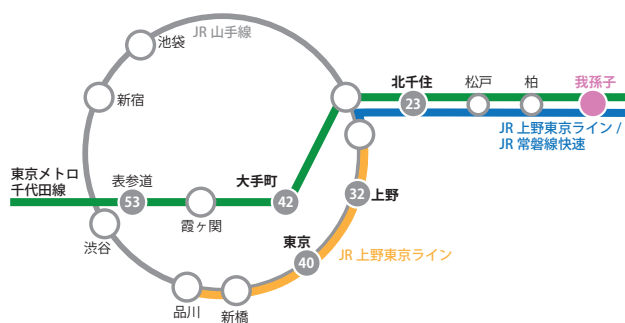 JR 山手線
池袋
新宿
北千住
松戸
柏
我孫子
23
JR 上野東京ライン /
JR 常磐線快速
東京メトロ
千代田線
表参道
53
霞ヶ関
大手町
42
32
上野
渋谷
東京
40
JR 上野東京ライン
品川
新橋